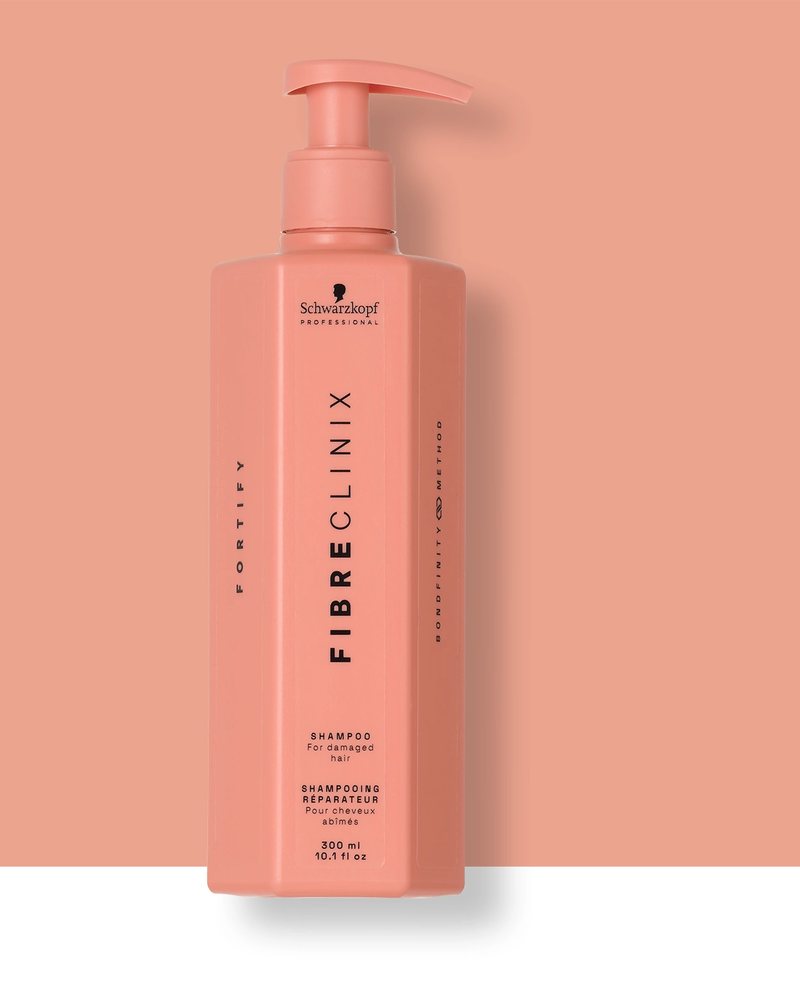 Schwarzkopf
PROFESSIONAL
FORTIFY
FIBRECLINIX
BONDFINITY METHOD
SHAMPOO
For damaged
hair
SHAMPOOING
RÉPARATEUR
Pour cheveux
abîmés
300 ml
10.1 fl oz